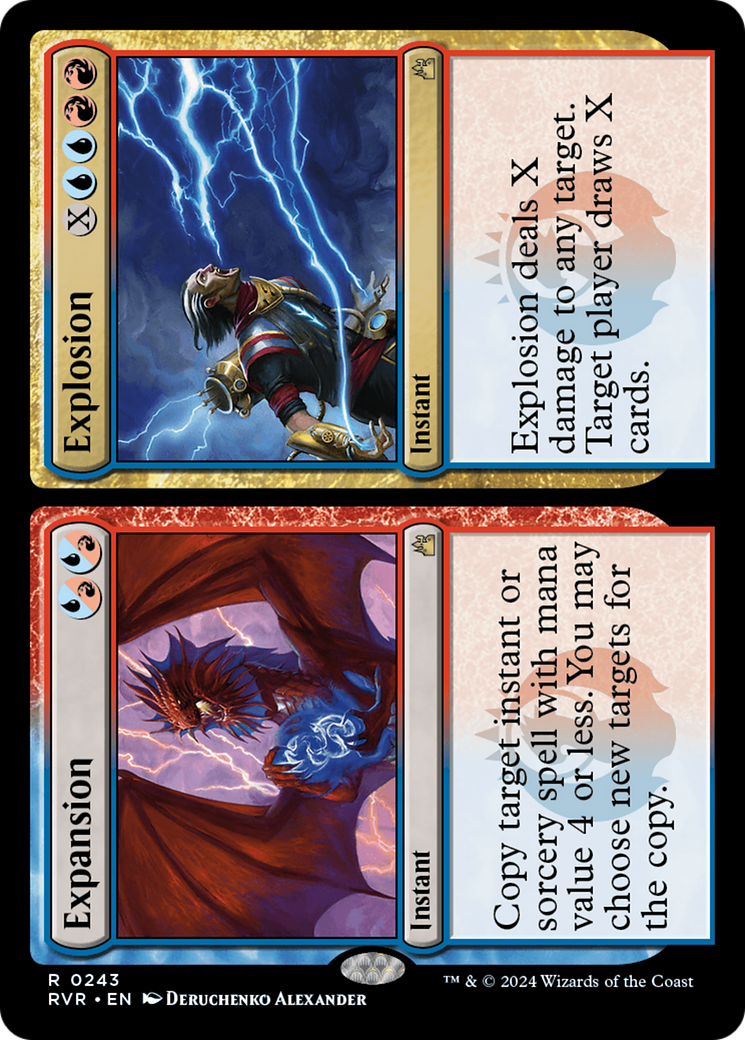 Expansion
Instant
Copy target instant or
sorcery spell with mana
value 4 or less. You may
choose new targets for
the copy.
Explosion X
Instant
Explosion deals X
damage to any target.
Target player draws X
cards.
R 0243
RVR • EN DERUCHENKO ALEXANDER
™ & © 2024 Wizards of the Coast